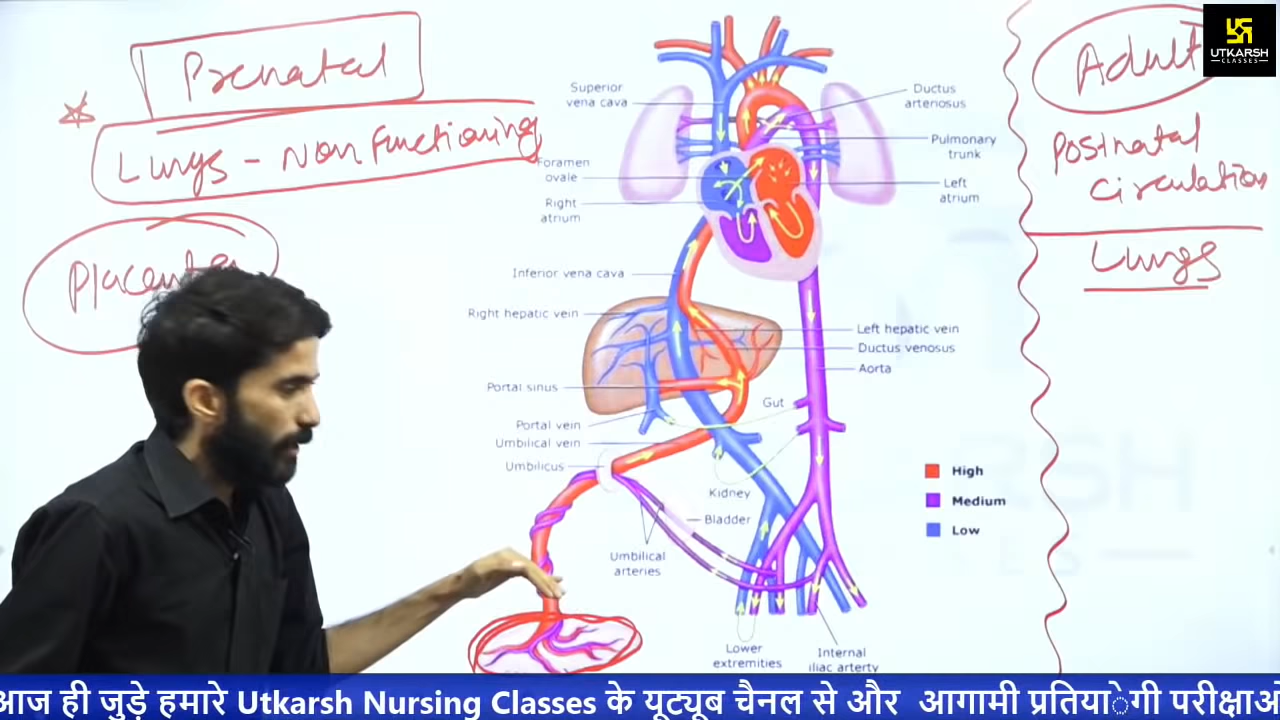 Prenatal
Lungs - Non Functioning
Placenta
Adult
Postnatal
Circulation
Lungs
UTKARSH
CLASSES
Superior
vena cava
Foramen
ovale
Right
atrium
Inferior vena cava
Right hepatic vein
Portal sinus
Portal vein
Umbilical vein
Umbilicus
Umbilical
arteries
Lower
extremities
Ductus
arteriosus
Pulmonary
trunk
Left
atrium
Left hepatic vein
Ductus venosus
Aorta
Gut
Kidney
Bladder
Internal
iliac arterty
High
Medium
Low
आज ही जुड़े हमारे Utkarsh Nursing Classes के यूट्यूब चैनल से और आगामी प्रतियाेगी परीक्षाओ